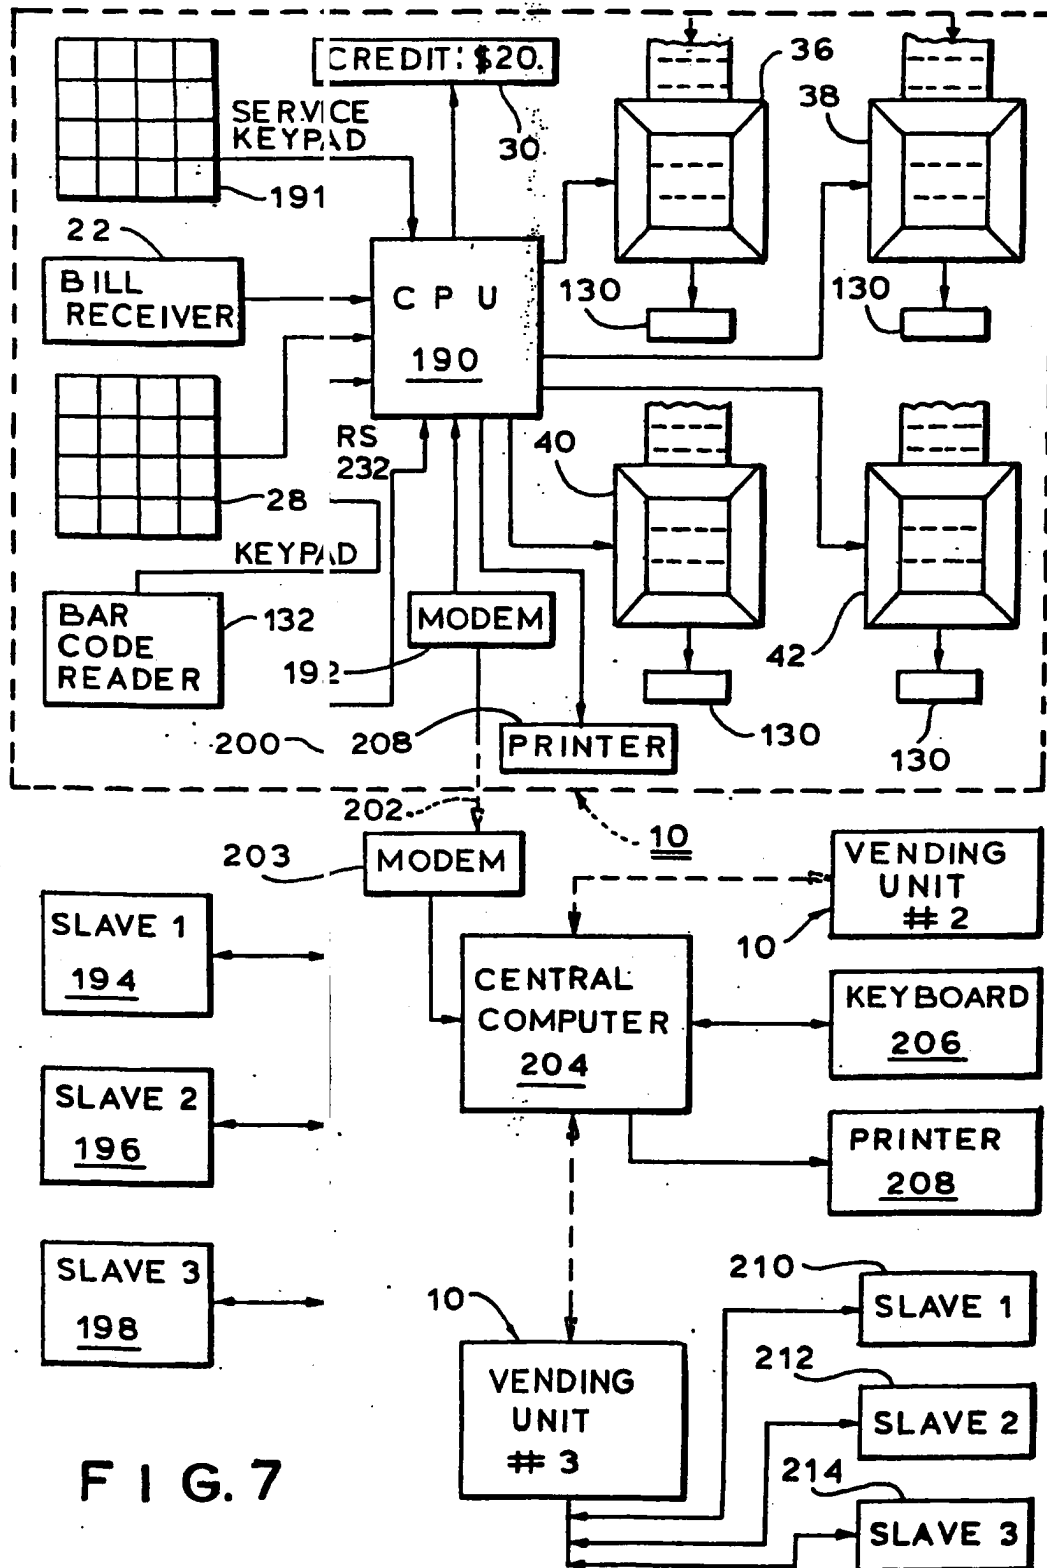 CREDIT: $20.
30
36
38
SERVICE
KEYPAD
191
22
BILL
RECEIVER
CPU
190
130
130
RS
232
28
KEYPAD
40
42
BAR
CODE
READER
132
MODEM
192
200
208
PRINTER
130
130
202
10
203
MODEM
VENDING
UNIT
# 2
10
SLAVE 1
194
CENTRAL
COMPUTER
204
KEYBOARD
206
SLAVE 2
196
PRINTER
208
SLAVE 3
198
10
VENDING
UNIT
# 3
210
SLAVE 1
212
SLAVE 2
214
SLAVE 3
FIG. 7